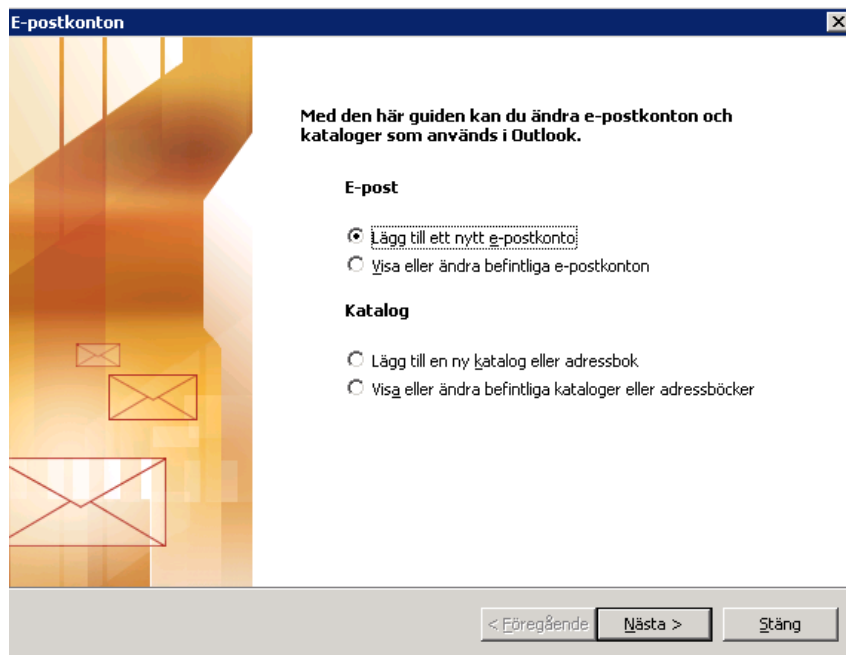 E-postkonton
Med den här guiden kan du ändra e-postkonton och
kataloger som används i Outlook.
E-post
Lägg till ett nytt e-postkonto
Visa eller ändra befintliga e-postkonton
Katalog
Lägg till en ny katalog eller adressbok
Visa eller ändra befintliga kataloger eller adressböcker
< Föregående Nästa > Stäng